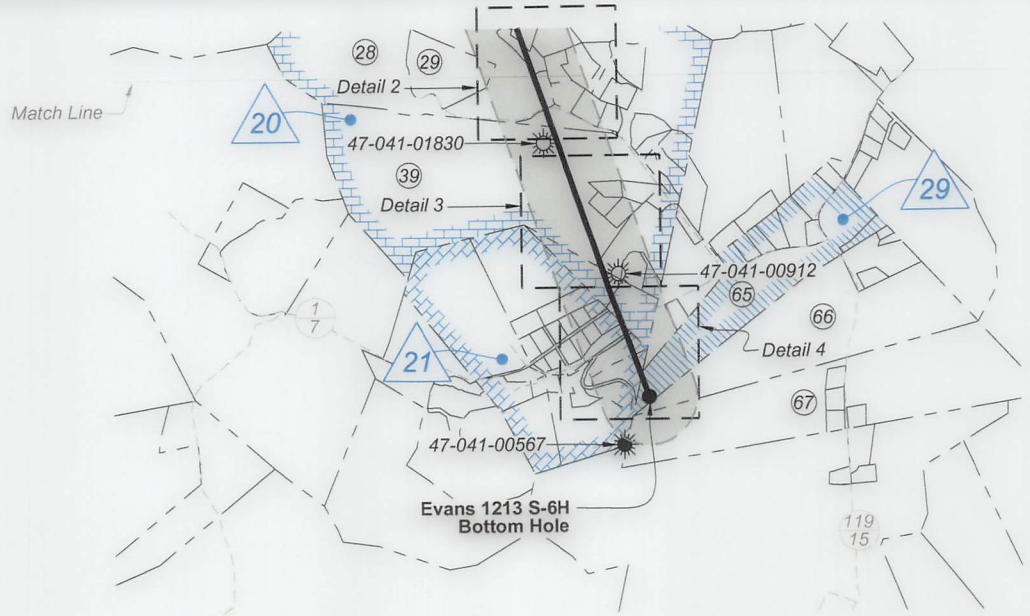 28
29
Detail 2
Match Line
20
47-041-01830
39
Detail 3
29
47-041-00912
65
66
1
7
21
Detail 4
67
47-041-00567
Evans 1213 S-6H
Bottom Hole
119
15